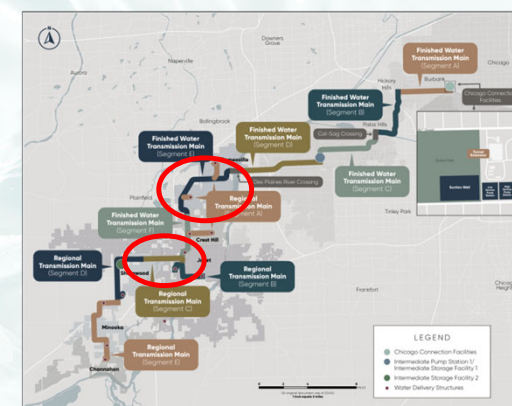 N
Downers
Grove
Naperville
Aurora
Bolingbrook
Finished Water
Transmission Main
(Segment A)
Chicago
Burbank
Hickory
Hills
Chicago Connection
Facilities
Finished Water
Transmission Main
(Segment B)
Palos Hills
Cal-Sag Crossing
Finished Water
Transmission Main
(Segment D)
Finished Water
Transmission Main
(Segment E)
Des Plaines River Crossing
Finished Water
Transmission Main
(Segment C)
Plainfield
Regional
Transmission Main
(Segment A)
Finished Water
Transmission Main
(Segment F)
Tinley Park
Crest Hill
Regional
Transmission Main
(Segment D)
Regional
Transmission Main
(Segment B)
Frankfort
Regional
Transmission Main
(Segment C)
Minooka
Regional
Transmission Main
(Segment E)
Channahon
LEGEND
Chicago Connection Facilities
Intermediate Pump Station 1/
Intermediate Storage Facility 1
Intermediate Storage Facility 2
Water Delivery Structures